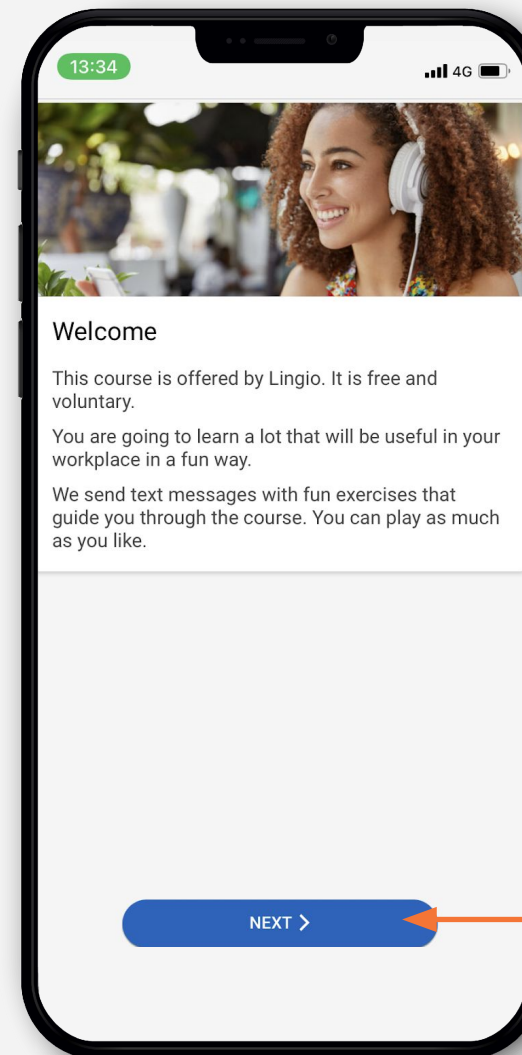 13:34
4G
Welcome
This course is offered by Lingio. It is free and
voluntary.
You are going to learn a lot that will be useful in your
workplace in a fun way.
We send text messages with fun exercises that
guide you through the course. You can play as much
as you like.
NEXT